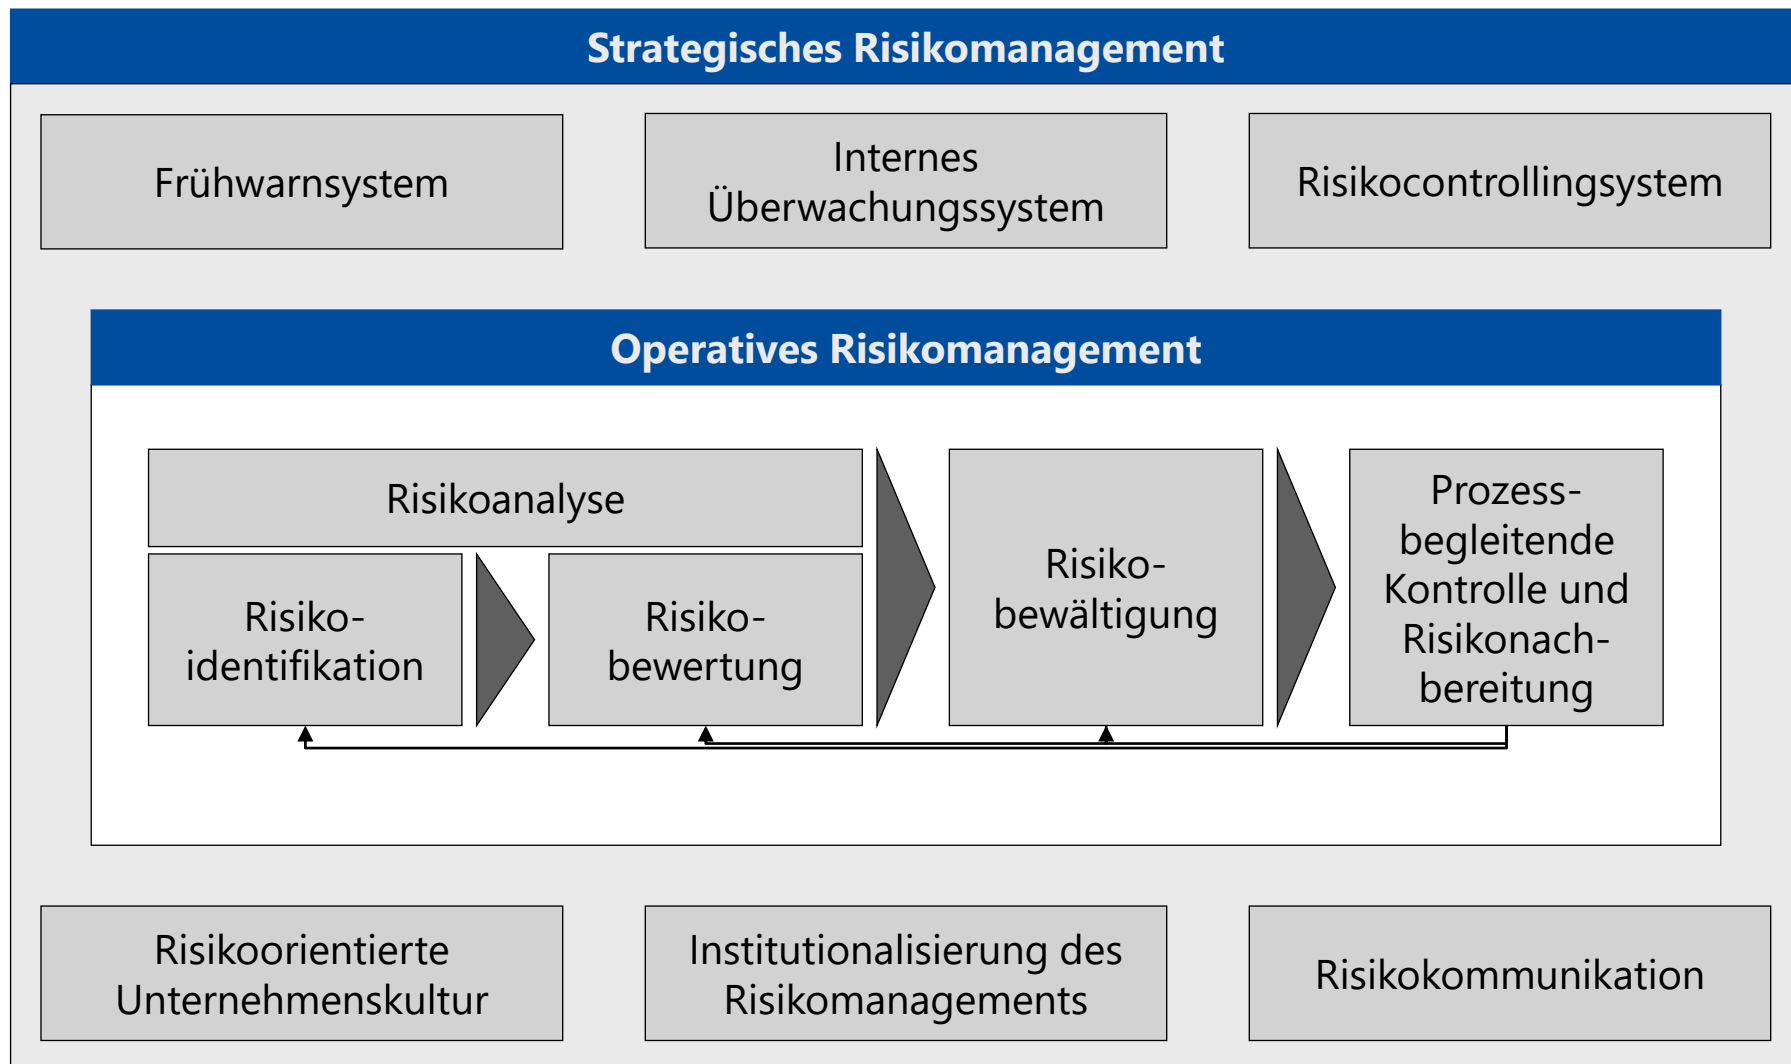 Strategisches Risikomanagement
Frühwarnsystem
Internes
Überwachungssystem
Risikocontrollingsystem
Operatives Risikomanagement
Risikoanalyse
Risiko-
identifikation
Risiko-
bewertung
Risiko-
bewältigung
Prozess-
begleitende
Kontrolle und
Risikonach-
bereitung
Risikoorientierte
Unternehmenskultur
Institutionalisierung des
Risikomanagements
Risikokommunikation